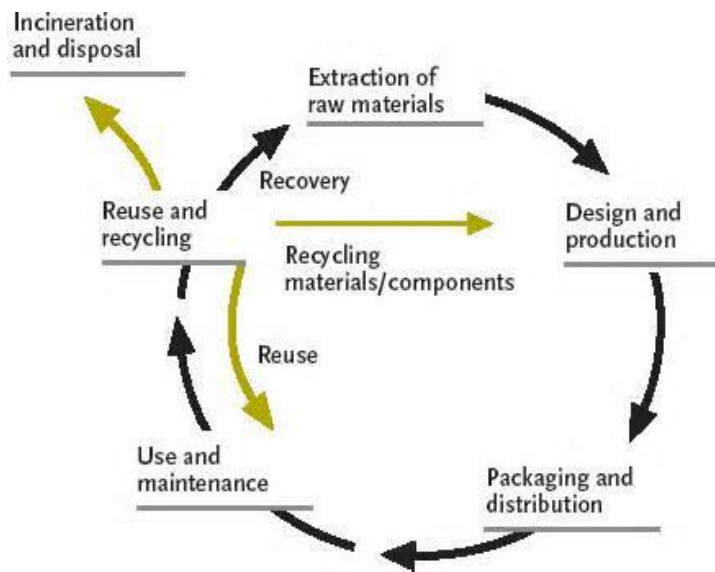 Incineration
and disposal
Extraction of
raw materials
Recovery
Reuse and
recycling
Design and
production
Recycling
materials/components
Reuse
Use and
maintenance
Packaging and
distribution